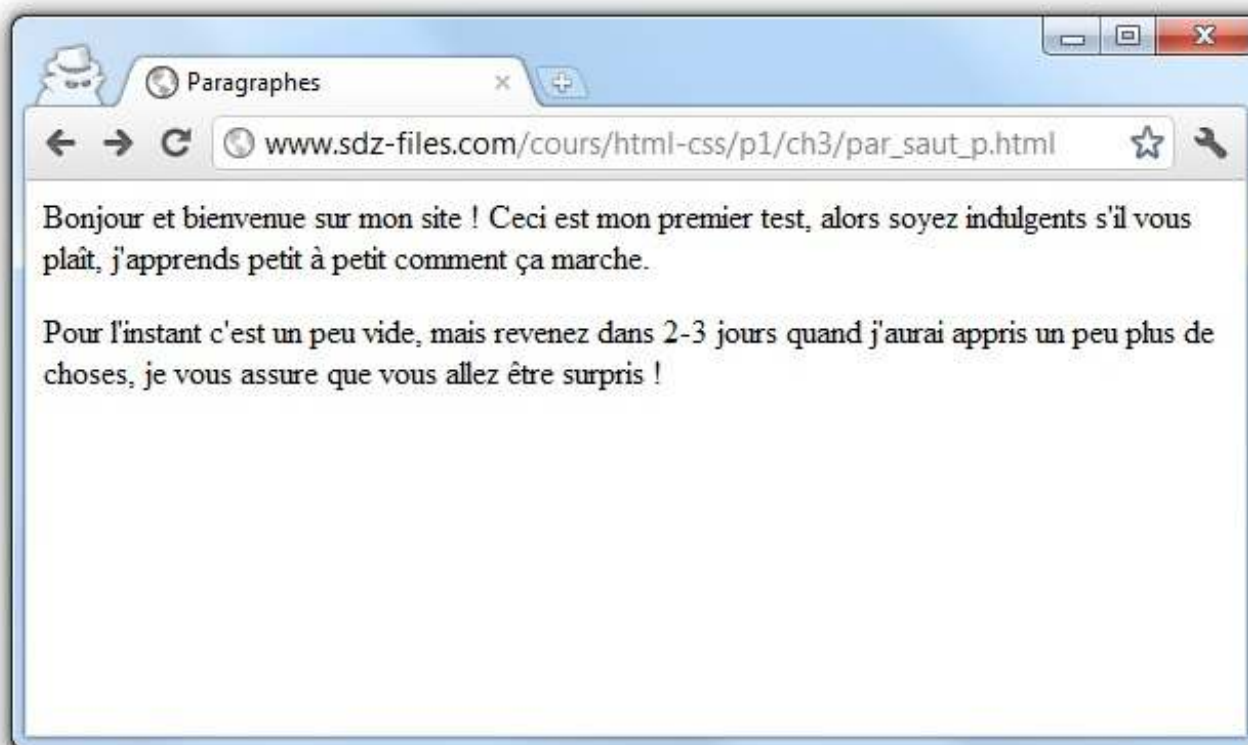 Paragraphes
www.sdz-files.com/cours/html-css/p1/ch3/par_saut_p.html
Bonjour et bienvenue sur mon site ! Ceci est mon premier test, alors soyez indulgents s'il vous
plaît, j'apprends petit à petit comment ça marche.
Pour l'instant c'est un peu vide, mais revenez dans 2-3 jours quand j'aurai appris un peu plus de
choses, je vous assure que vous allez être surpris !